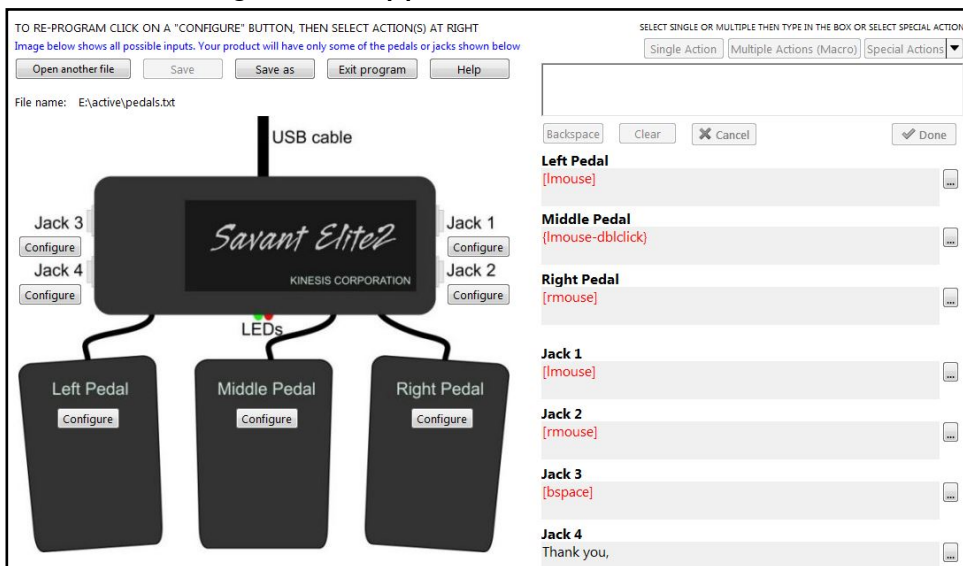 TO RE-PROGRAM CLICK ON A "CONFIGURE" BUTTON, THEN SELECT ACTION(S) AT RIGHT
Image below shows all possible inputs. Your product will have only some of the pedals or jacks shown below
Open another file Save Save as Exit program Help
File name: E:\active\pedals.txt
USB cable
Jack 3
Configure
Jack 4
Configure
Savant Elite2
KINESIS CORPORATION
Jack 1
Configure
Jack 2
Configure
LEDs
Left Pedal
Configure
Middle Pedal
Configure
Right Pedal
Configure
SELECT SINGLE OR MULTIPLE THEN TYPE IN THE BOX OR SELECT SPECIAL ACTION
Single Action Multiple Actions (Macro) Special Actions
Backspace Clear Cancel Done
Left Pedal
[lmouse]
...
Middle Pedal
{lmouse-dblclick}
...
Right Pedal
[rmouse]
...
Jack 1
[lmouse]
...
Jack 2
[rmouse]
...
Jack 3
[bspace]
...
Jack 4
Thank you,
...